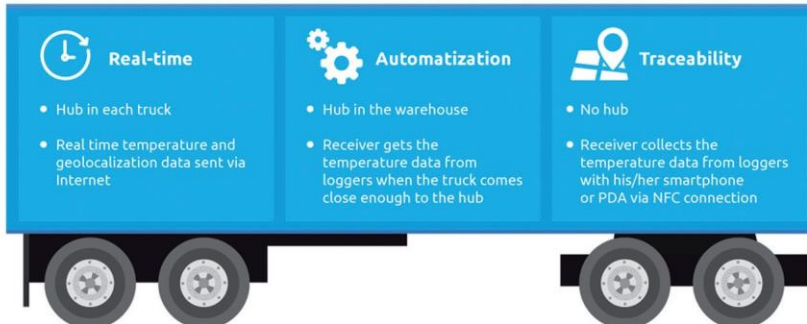 Real-time
• Hub in each truck
• Real time temperature and
geolocalization data sent via
Internet
Automatization
• Hub in the warehouse
• Receiver gets the
temperature data from
loggers when the truck comes
close enough to the hub
Traceability
• No hub
• Receiver collects the
temperature data from loggers
with his/her smartphone
or PDA via NFC connection